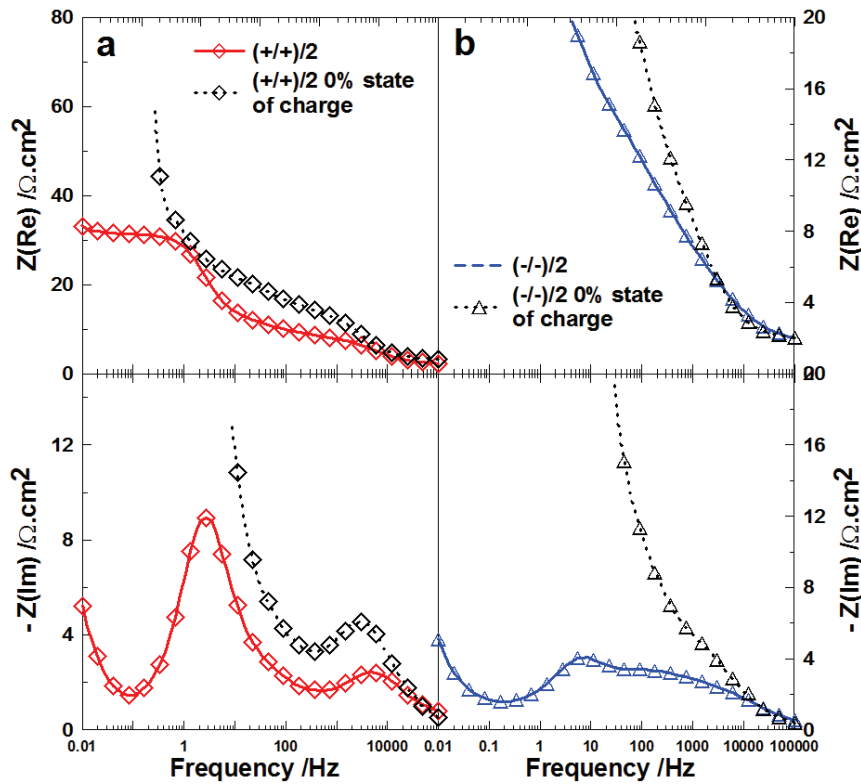 a
b
(+/+)/2
(+/+)/2 0% state
of charge
(-/-)/2
(-/-)/2 0% state
of charge
Z(Re) /Ω.cm2
80
60
40
20
0
Z(Re) /Ω.cm2
20
16
12
8
4
0
- Z(Im) /Ω.cm2
12
8
4
0
- Z(Im) /Ω.cm2
20
16
12
8
4
0
0.01
1
100
10000
0.01
0.1
1
10
100
1000
10000
100000
Frequency /Hz
Frequency /Hz